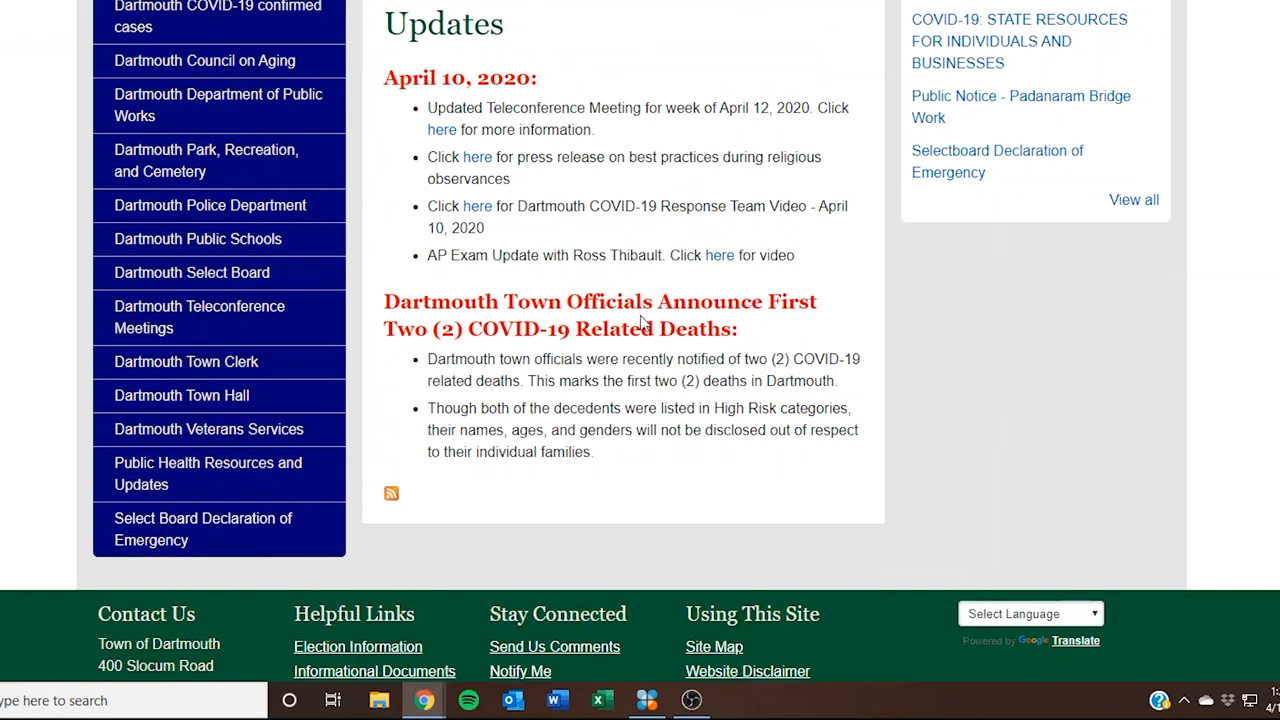 Dartmouth COVID-19 confirmed
cases
Dartmouth Council on Aging
Dartmouth Department of Public
Works
Dartmouth Park, Recreation,
and Cemetery
Dartmouth Police Department
Dartmouth Public Schools
Dartmouth Select Board
Dartmouth Teleconference
Meetings
Dartmouth Town Clerk
Dartmouth Town Hall
Dartmouth Veterans Services
Public Health Resources and
Updates
Select Board Declaration of
Emergency
Updates
April 10, 2020:
Updated Teleconference Meeting for week of April 12, 2020. Click
here for more information.
Click here for press release on best practices during religious
observances
Click here for Dartmouth COVID-19 Response Team Video - April
10, 2020
AP Exam Update with Ross Thibault. Click here for video
Dartmouth Town Officials Announce First
Two (2) COVID-19 Related Deaths:
Dartmouth town officials were recently notified of two (2) COVID-19
related deaths. This marks the first two (2) deaths in Dartmouth.
Though both of the decedents were listed in High Risk categories,
their names, ages, and genders will not be disclosed out of respect
to their individual families.
COVID-19: STATE RESOURCES
FOR INDIVIDUALS AND
BUSINESSES
Public Notice - Padanaram Bridge
Work
Selectboard Declaration of
Emergency
View all
Contact Us
Town of Dartmouth
400 Slocum Road
Helpful Links
Election Information
Informational Documents
Stay Connected
Send Us Comments
Notify Me
Using This Site
Site Map
Website Disclaimer
Select Language
Powered by Google Translate
ype here to search